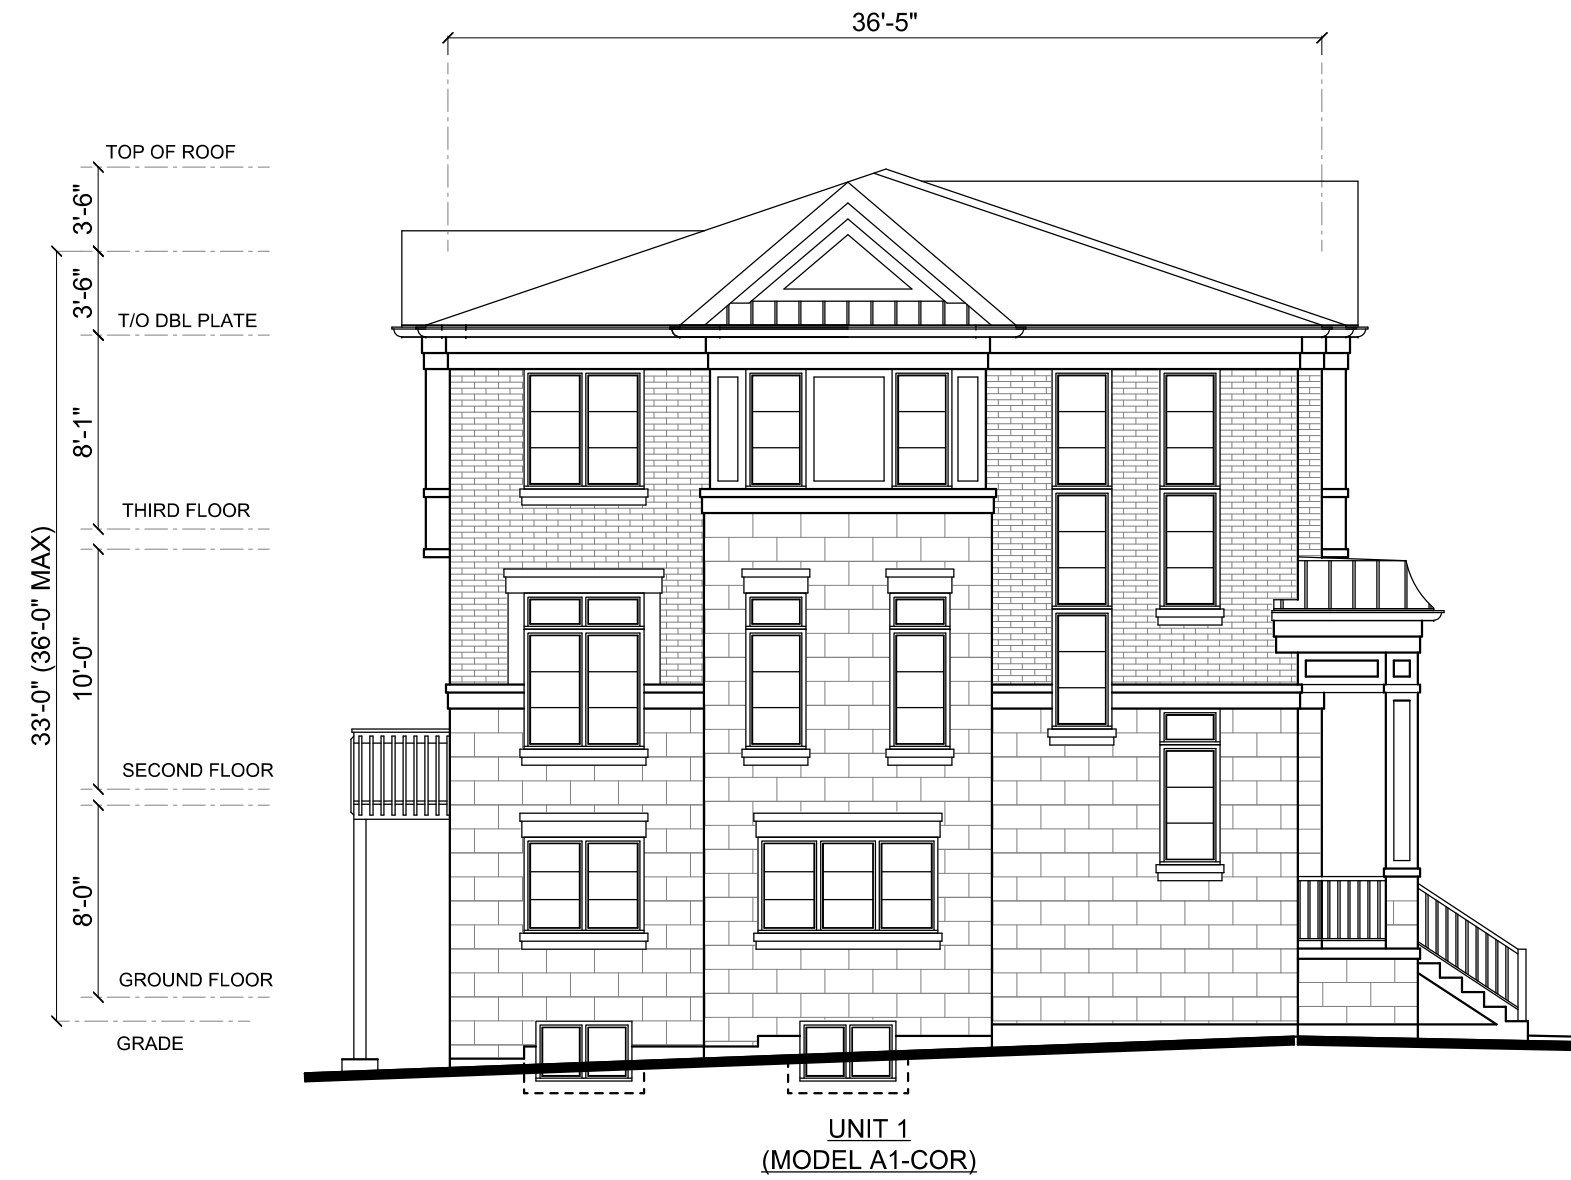 36'-5"
TOP OF ROOF
3'-6"
3'-6"
T/O DBL PLATE
8'-1"
THIRD FLOOR
33'-0" (36'-0" MAX)
10'-0"
SECOND FLOOR
8'-0"
GROUND FLOOR
GRADE
UNIT 1
(MODEL A1-COR)